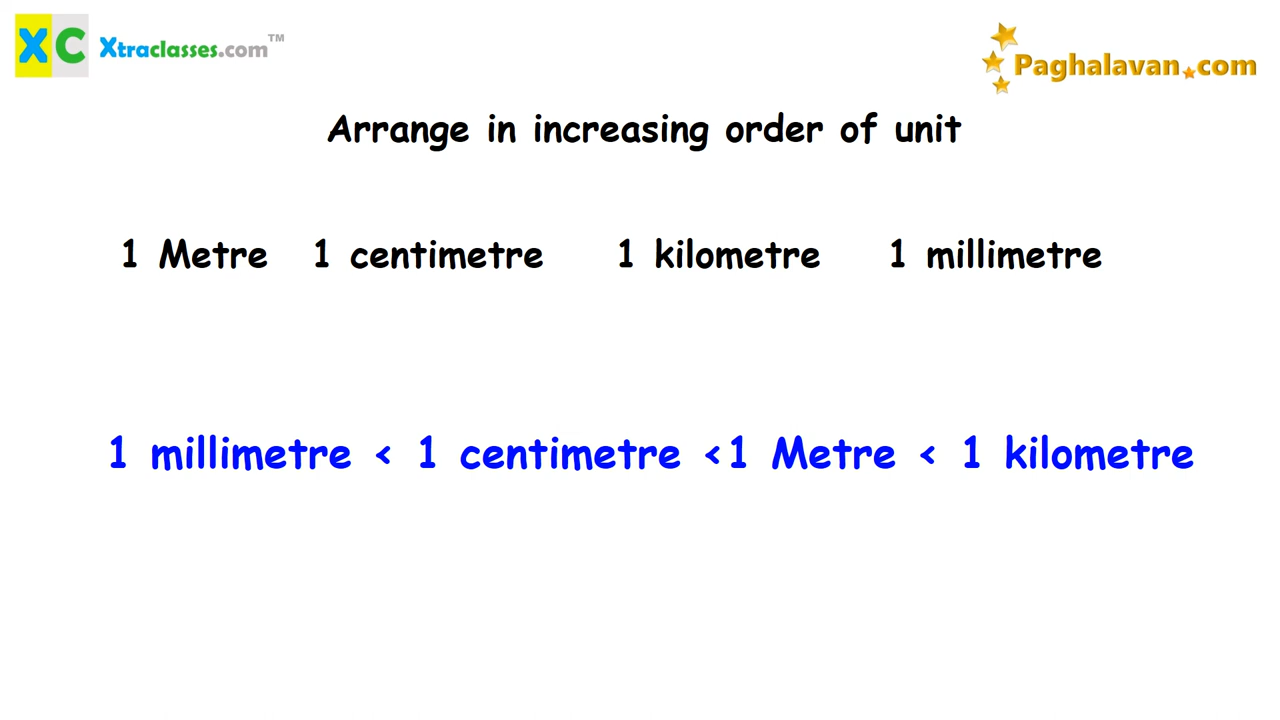 XC Xtraclasses.com™
Paghalavan.com
Arrange in increasing order of unit
1 Metre 1 centimetre 1 kilometre 1 millimetre
1 millimetre < 1 centimetre <1 Metre < 1 kilometre